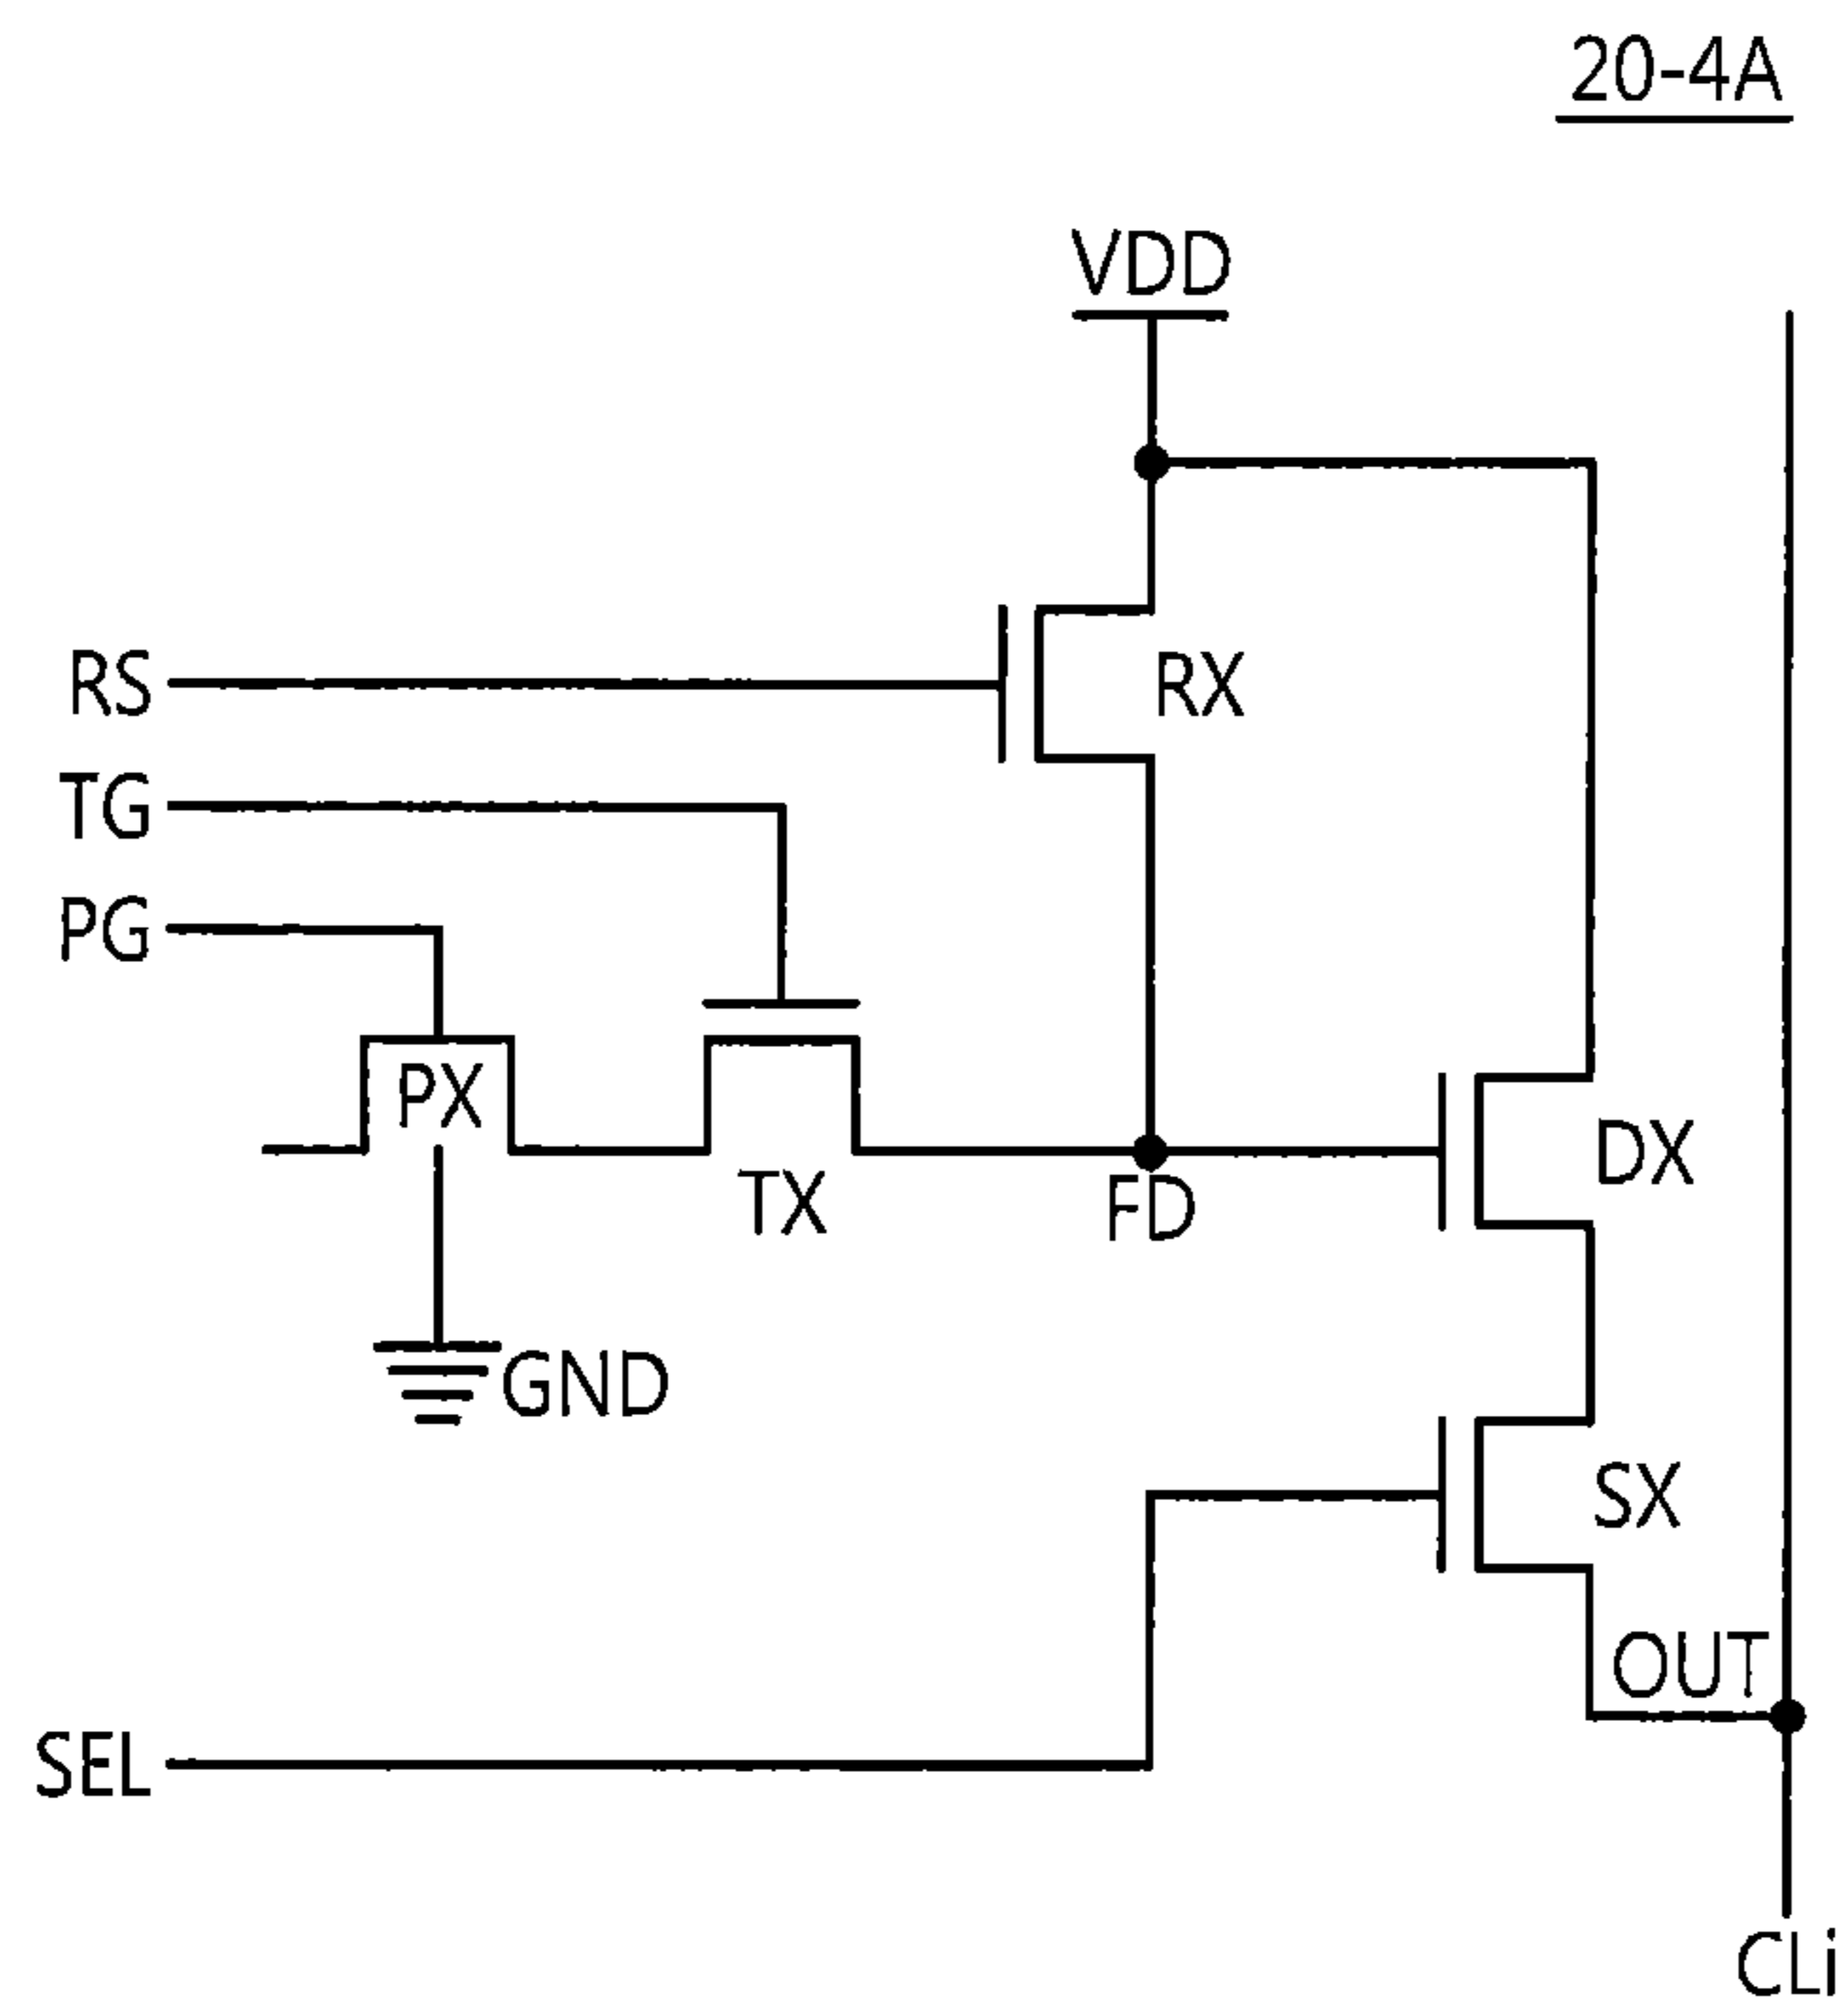 20-4A
VDD
RS
RX
TG
PG
PX
DX
TX
FD
GND
SX
OUT
SEL
CLi